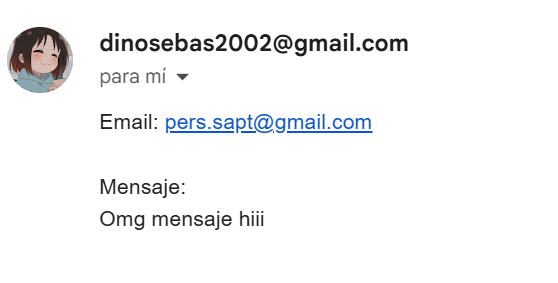 dinosebas2002@gmail.com
para mí
Email: pers.sapt@gmail.com
Mensaje:
Omg mensaje hiii